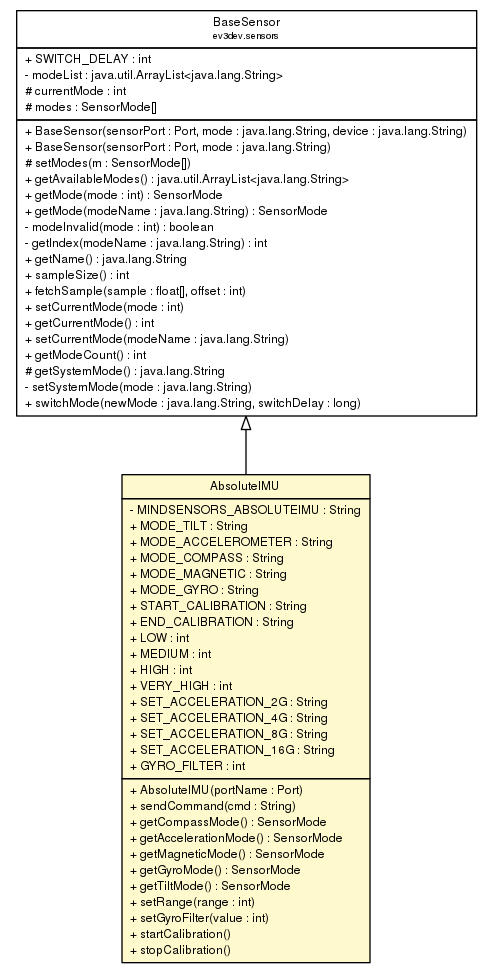 BaseSensor
ev3dev.sensors
+ SWITCH_DELAY : int
- modeList : java.util.ArrayList<java.lang.String>
# currentMode : int
# modes : SensorMode[]
+ BaseSensor(sensorPort : Port, mode : java.lang.String, device : java.lang.String)
+ BaseSensor(sensorPort : Port, mode : java.lang.String)
# setModes(m : SensorMode[])
+ getAvailableModes() : java.util.ArrayList<java.lang.String>
+ getMode(mode : int) : SensorMode
+ getMode(modeName : java.lang.String) : SensorMode
- modeInvalid(mode : int) : boolean
- getIndex(modeName : java.lang.String) : int
+ getName() : java.lang.String
+ sampleSize() : int
+ fetchSample(sample : float[], offset : int)
+ setCurrentMode(mode : int)
+ getCurrentMode() : int
+ setCurrentMode(modeName : java.lang.String)
+ getModeCount() : int
# getSystemMode() : java.lang.String
- setSystemMode(mode : java.lang.String)
+ switchMode(newMode : java.lang.String, switchDelay : long)
AbsoluteIMU
- MINDSENSORS_ABSOLUTEIMU : String
+ MODE_TILT : String
+ MODE_ACCELEROMETER : String
+ MODE_COMPASS : String
+ MODE_MAGNETIC : String
+ MODE_GYRO : String
+ START_CALIBRATION : String
+ END_CALIBRATION : String
+ LOW : int
+ MEDIUM : int
+ HIGH : int
+ VERY_HIGH : int
+ SET_ACCELERATION_2G : String
+ SET_ACCELERATION_4G : String
+ SET_ACCELERATION_8G : String
+ SET_ACCELERATION_16G : String
+ GYRO_FILTER : int
+ AbsoluteIMU(portName : Port)
+ sendCommand(cmd : String)
+ getCompassMode() : SensorMode
+ getAccelerationMode() : SensorMode
+ getMagneticMode() : SensorMode
+ getGyroMode() : SensorMode
+ getTiltMode() : SensorMode
+ setRange(range : int)
+ setGyroFilter(value : int)
+ startCalibration()
+ stopCalibration()